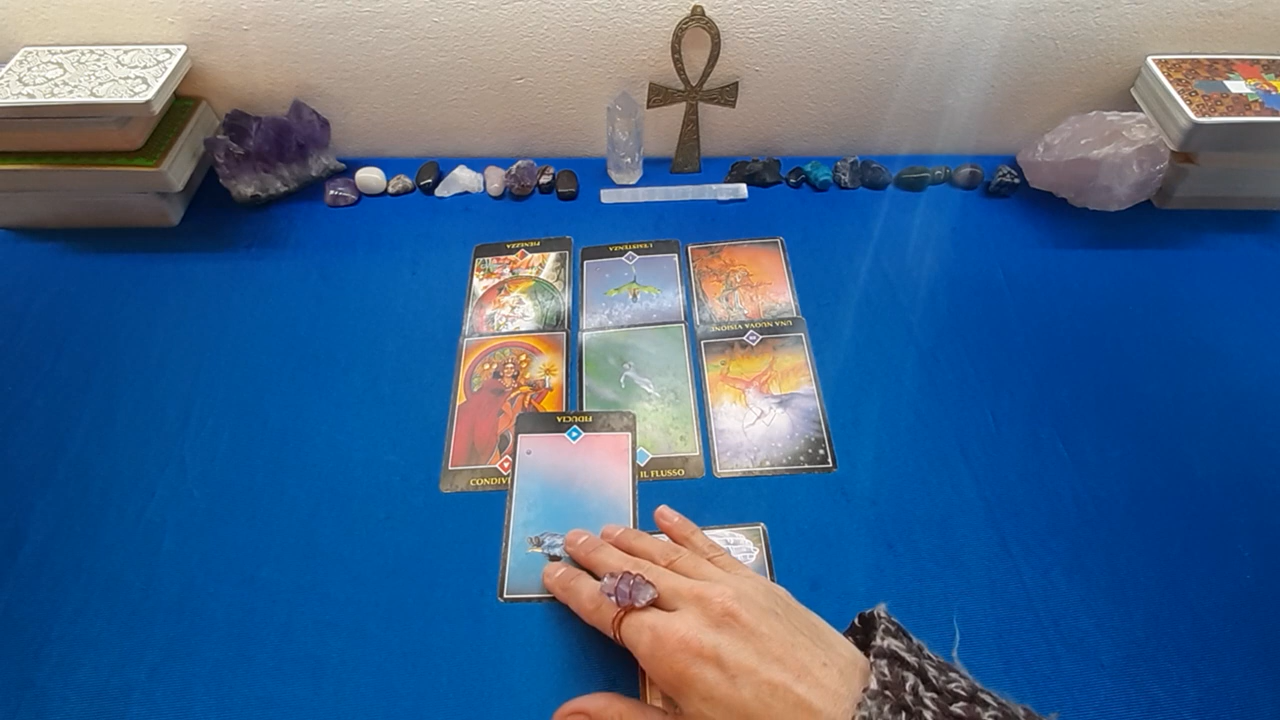 PIENEZZA
L'ESISTENZA
UNA NUOVA VISIONE
FIDUCIA
CONDIVI
IL FLUSSO